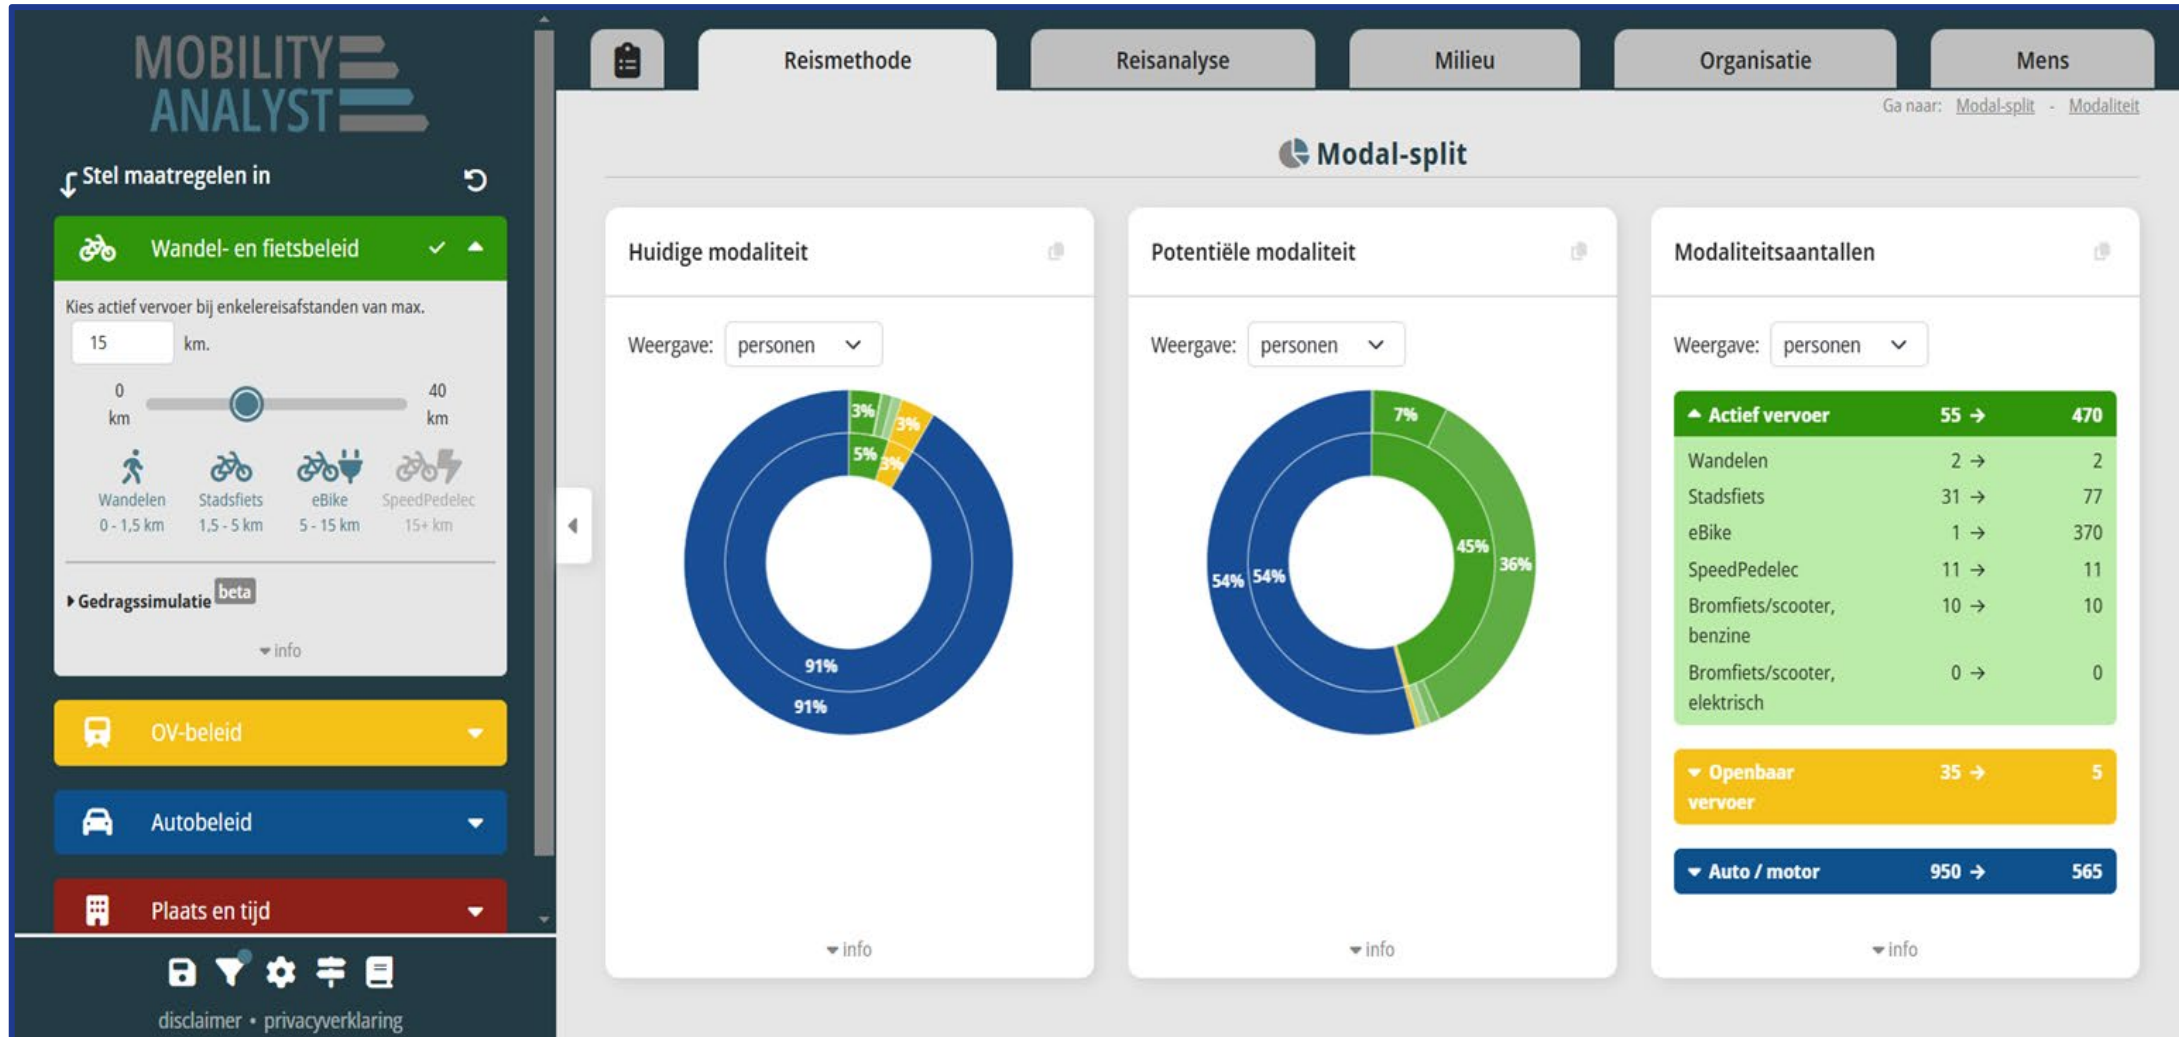 MOBILITY
ANALYST
Stel maatregelen in
Wandel- en fietsbeleid
Kies actief vervoer bij enkelereisafstanden van max.
15 km.
0 40
km km
Wandelen Stadsfiets eBike SpeedPedelec
0 - 1,5 km 1,5 - 5 km 5 - 15 km 15+ km
Gedragssimulatie beta
info
OV-beleid
Autobeleid
Plaats en tijd
disclaimer • privacyverklaring
Reismethode Reisanalyse Milieu Organisatie Mens
Ga naar: Modal-split - Modaliteit
Modal-split
Huidige modaliteit
Weergave: personen
3%
3%
5%
3%
91%
91%
info
Potentiële modaliteit
Weergave: personen
7%
45%
36%
54% 54%
info
Modaliteitsaantallen
Weergave: personen
Actief vervoer 55 → 470
Wandelen 2 → 2
Stadsfiets 31 → 77
eBike 1 → 370
SpeedPedelec 11 → 11
Bromfiets/scooter, 10 → 10
benzine
Bromfiets/scooter, 0 → 0
elektrisch
Openbaar 35 → 5
vervoer
Auto / motor 950 → 565
info